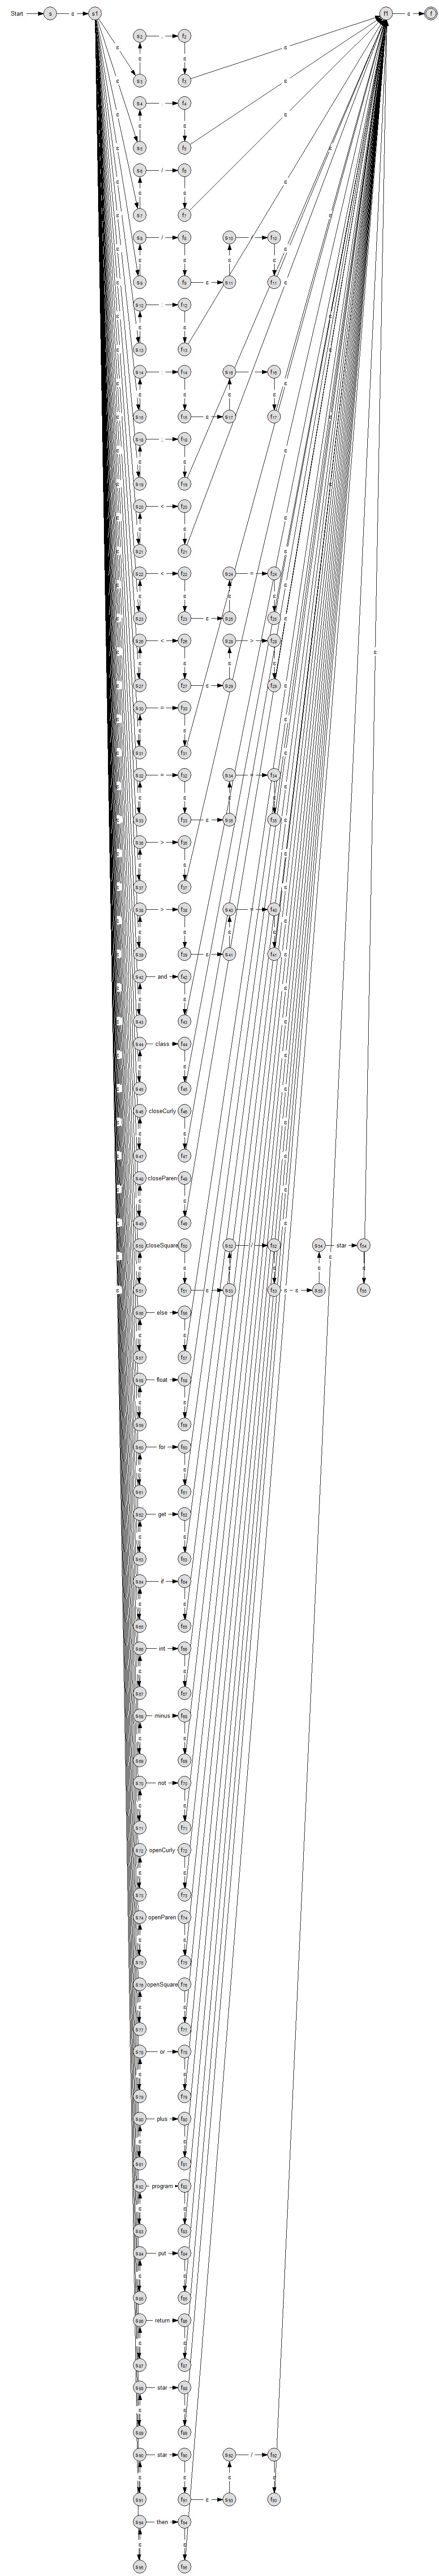 Start s ε s1 f1 ε f
s2 . f2
s3 f3
s4 f4
s5 f5
s6 / f6
s7 f7
s8 / f8 s10 f10
s9 f9 ε s11 f11
s12 : f12
s13 f13
s14 : f14 s16 f16
s15 f15 ε s17 f17
s18 ; f18
s19 f19
s20 < f20
s21 f21
s22 < f22 s24 = f24
s23 f23 ε s25 f25
s26 < f26 s28 > f28
s27 f27 ε s29 f29
s30 = f30
s31 f31
s32 = f32 s34 = f34
s33 f33 ε s35 f35
s36 > f36
s37 f37
s38 > f38 s40 = f40
s39 f39 ε s41 f41
s42 and f42
s43 f43
s44 class f44
s45 f45
s46 closeCurly f46
s47 f47
s48 closeParen f48
s49 f49
s50 closeSquare f50 s52 / f52 s54 star f54
s51 f51 ε s53 f53 ε ε s55 f55
s56 else f56
s57 f57
s58 float f58
s59 f59
s60 for f60
s61 f61
s62 get f62
s63 f63
s64 if f64
s65 f65
s66 int f66
s67 f67
s68 minus f68
s69 f69
s70 not f70
s71 f71
s72 openCurly f72
s73 f73
s74 openParen f74
s75 f75
s76 openSquare f76
s77 f77
s78 or f78
s79 f79
s80 plus f80
s81 f81
s82 program f82
s83 f83
s84 put f84
s85 f85
s86 return f86
s87 f87
s88 star f88
s89 f89
s90 star f90 s92 / f92
s91 f91 ε s93 f93
s94 then f94
s95 f95